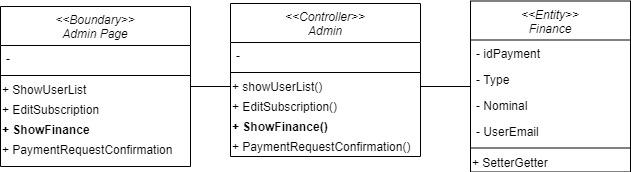 <<Boundary>>
Admin Page
-
+ ShowUserList
+ EditSubscription
+ ShowFinance
+ PaymentRequestConfirmation
<<Controller>>
Admin
-
+ showUserList()
+ EditSubscription()
+ ShowFinance()
+ PaymentRequestConfirmation()
<<Entity>>
Finance
- idPayment
- Type
- Nominal
- UserEmail
+ SetterGetter